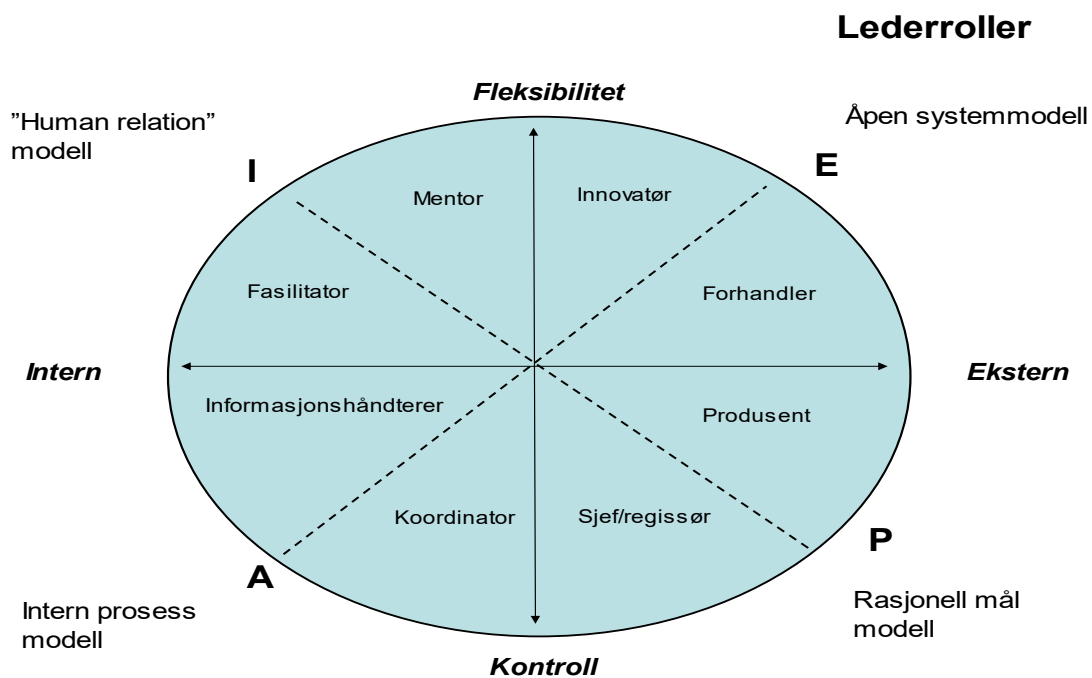 Lederroller
Fleksibilitet
”Human relation”
modell
Åpen systemmodell
I
E
Mentor
Innovatør
Fasilitator
Forhandler
Intern
Ekstern
Informasjonshåndterer
Produsent
Koordinator
Sjef/regissør
A
P
Intern prosess
modell
Rasjonell mål
modell
Kontroll